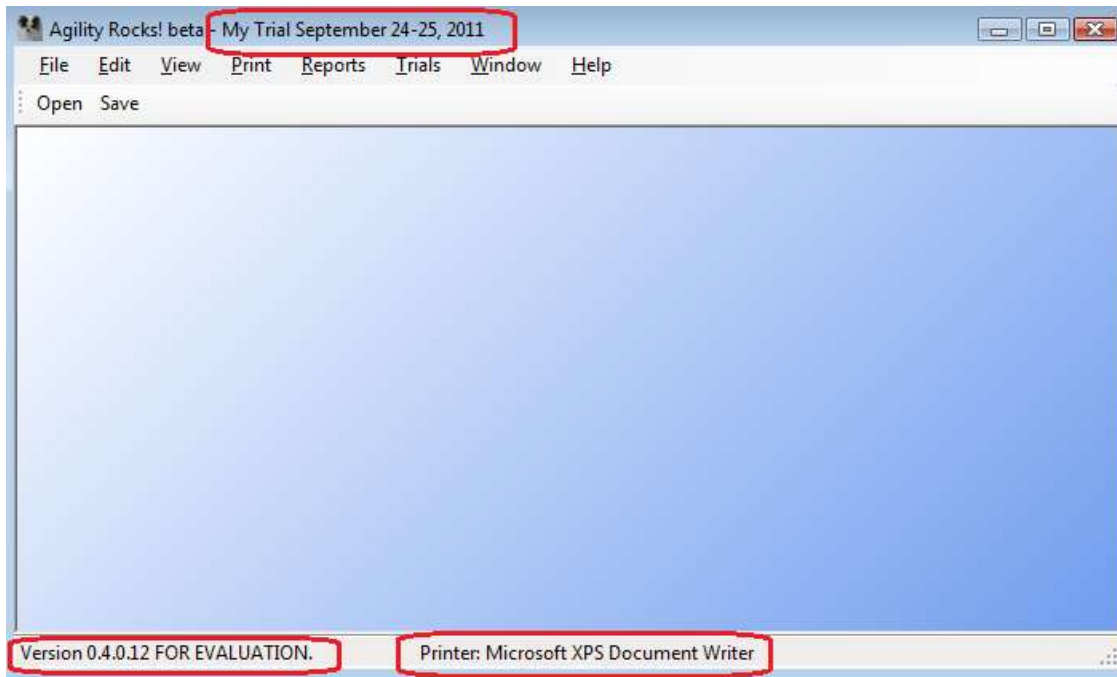 Agility Rocks! beta - My Trial September 24-25, 2011
File Edit View Print Reports Trials Window Help
Open Save
Version 0.4.0.12 FOR EVALUATION. Printer: Microsoft XPS Document Writer